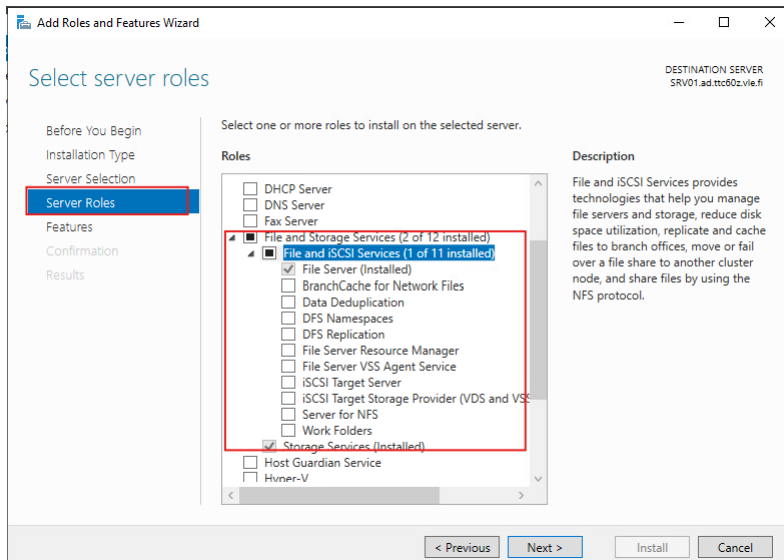 Add Roles and Features Wizard
Select server roles
DESTINATION SERVER
SRV01.ad.ttc60z.vle.fi
Before You Begin
Installation Type
Server Selection
Server Roles
Features
Confirmation
Results
Select one or more roles to install on the selected server.
Roles
DHCP Server
DNS Server
Fax Server
File and Storage Services (2 of 12 installed)
File and iSCSI Services (1 of 11 installed)
File Server (Installed)
BranchCache for Network Files
Data Deduplication
DFS Namespaces
DFS Replication
File Server Resource Manager
File Server VSS Agent Service
iSCSI Target Server
iSCSI Target Storage Provider (VDS and VSS
Server for NFS
Work Folders
Storage Services (Installed)
Host Guardian Service
Hyper-V
Description
File and iSCSI Services provides
technologies that help you manage
file servers and storage, reduce disk
space utilization, replicate and cache
files to branch offices, move or fail
over a file share to another cluster
node, and share files by using the
NFS protocol.
< Previous
Next >
Install
Cancel